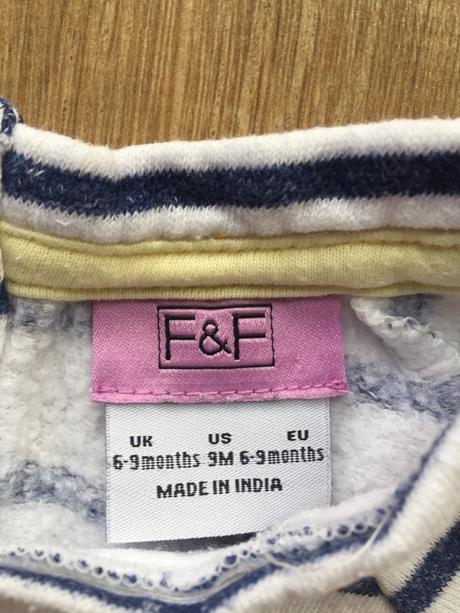 F&F
UK US EU
6-9months 9M 6-9months
MADE IN INDIA